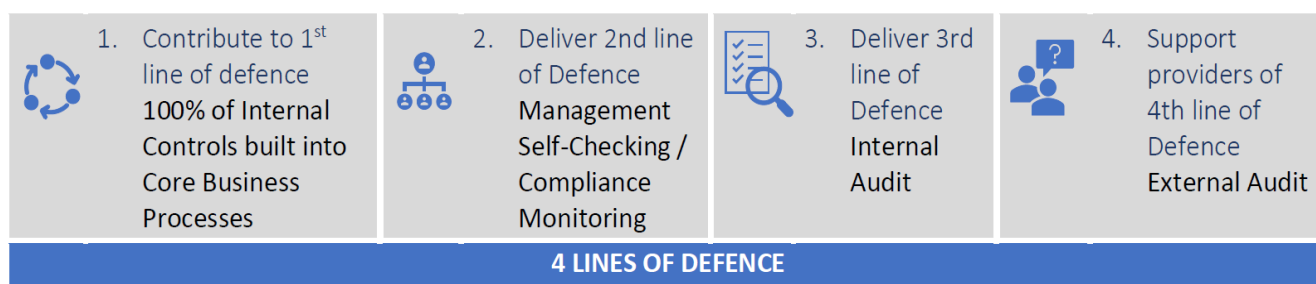 1. Contribute to 1st
line of defence
100% of Internal
Controls built into
Core Business
Processes
2. Deliver 2nd line
of Defence
Management
Self-Checking /
Compliance
Monitoring
3. Deliver 3rd
line of
Defence
Internal
Audit
?
4. Support
providers of
4th line of
Defence
External Audit
4 LINES OF DEFENCE